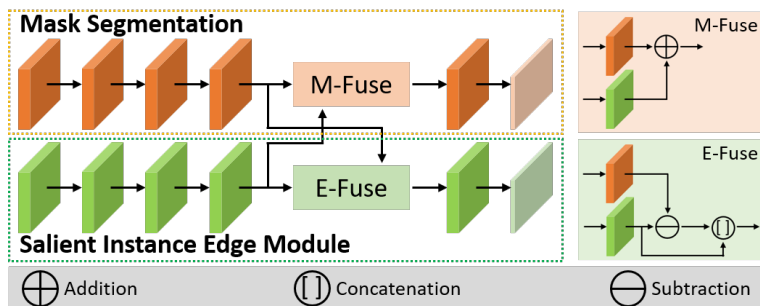 Mask Segmentation
M-Fuse
M-Fuse
E-Fuse
E-Fuse
[ ]
Salient Instance Edge Module
Addition
[ ] Concatenation
Subtraction